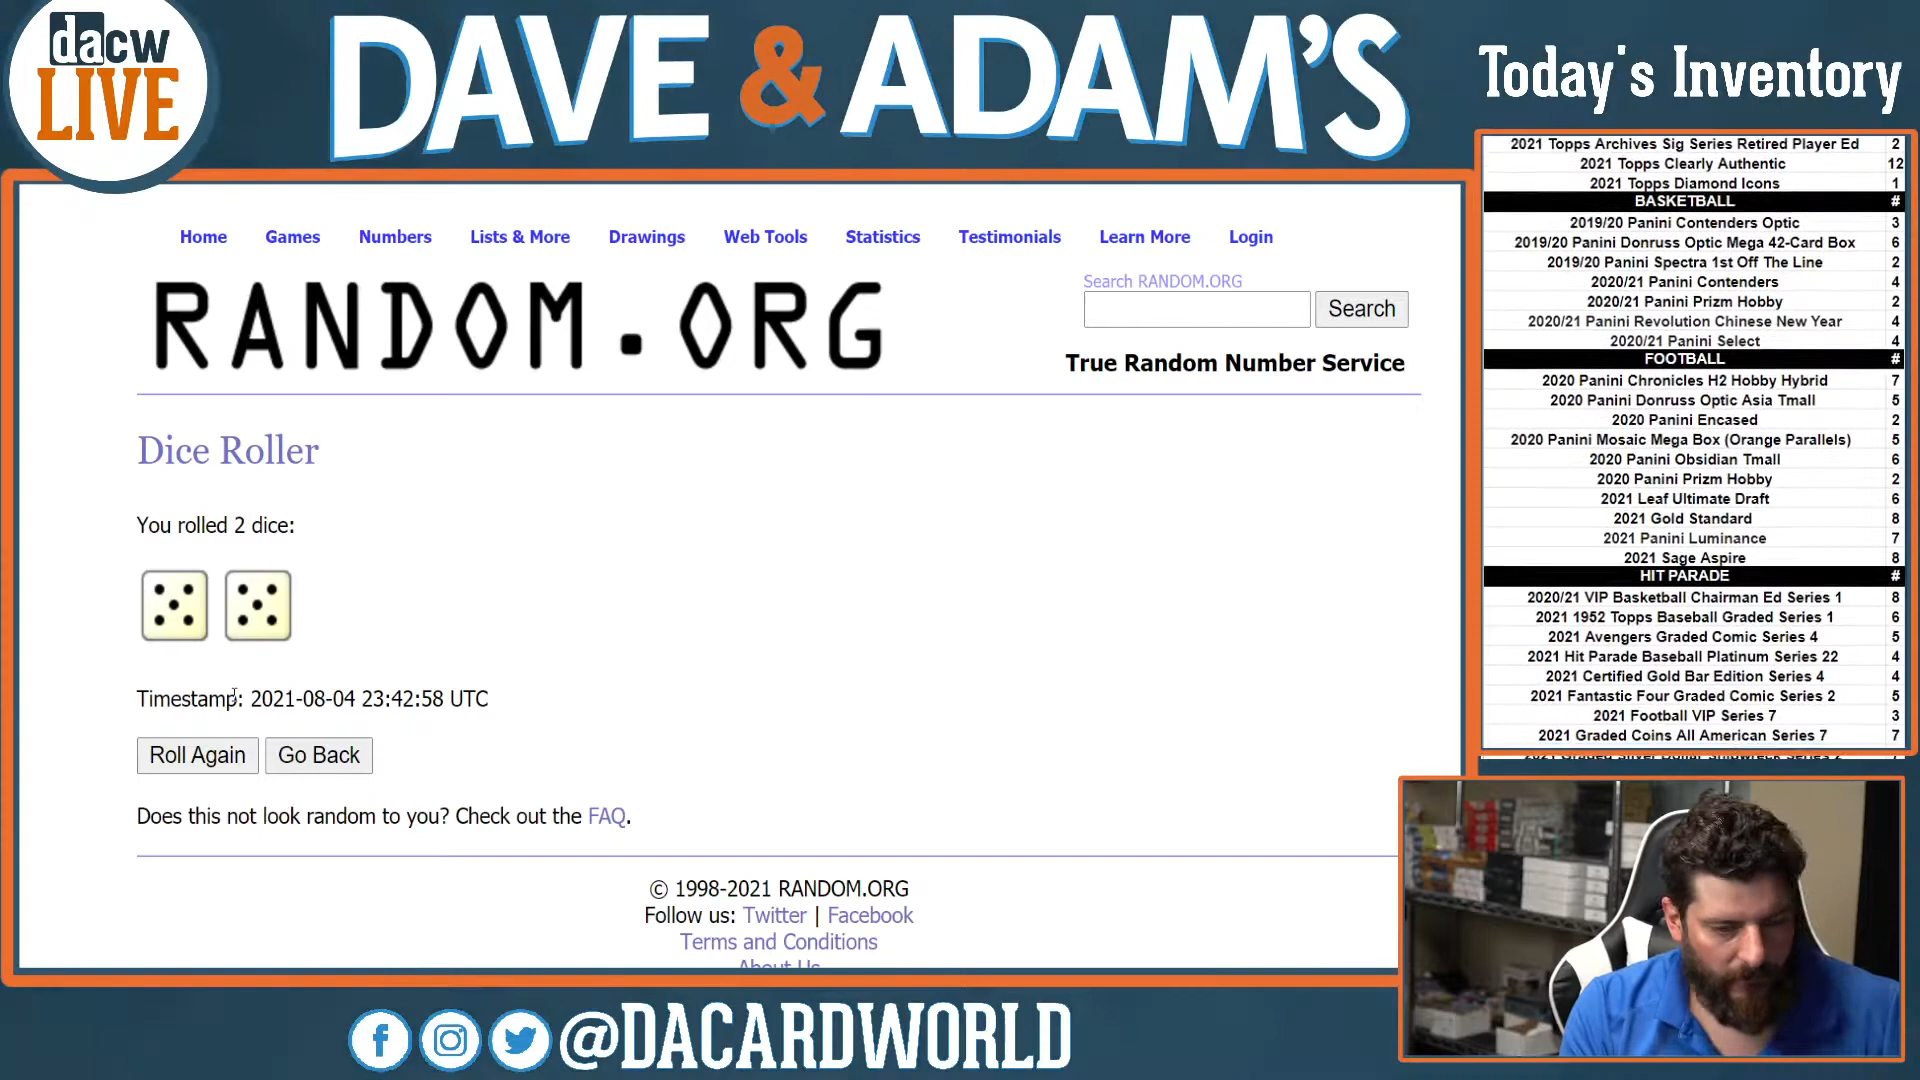 dacw
LIVE
DAVE & ADAM'S
Today's Inventory
Home Games Numbers Lists & More Drawings Web Tools Statistics Testimonials Learn More Login
RANDOM.ORG
Search RANDOM.ORG
Search
True Random Number Service
Dice Roller
You rolled 2 dice:
Timestamp: 2021-08-04 23:42:58 UTC
Roll Again Go Back
Does this not look random to you? Check out the FAQ.
© 1998-2021 RANDOM.ORG
Follow us: Twitter | Facebook
Terms and Conditions
About Us
2021 Topps Archives Sig Series Retired Player Ed 2
2021 Topps Clearly Authentic 12
2021 Topps Diamond Icons 1
BASKETBALL #
2019/20 Panini Contenders Optic 3
2019/20 Panini Donruss Optic Mega 42-Card Box 6
2019/20 Panini Spectra 1st Off The Line 2
2020/21 Panini Contenders 4
2020/21 Panini Prizm Hobby 2
2020/21 Panini Revolution Chinese New Year 4
2020/21 Panini Select 4
FOOTBALL #
2020 Panini Chronicles H2 Hobby Hybrid 7
2020 Panini Donruss Optic Asia Tmall 5
2020 Panini Encased 2
2020 Panini Mosaic Mega Box (Orange Parallels) 5
2020 Panini Obsidian Tmall 6
2020 Panini Prizm Hobby 2
2021 Leaf Ultimate Draft 6
2021 Gold Standard 8
2021 Panini Luminance 7
2021 Sage Aspire 8
HIT PARADE #
2020/21 VIP Basketball Chairman Ed Series 1 8
2021 1952 Topps Baseball Graded Series 1 6
2021 Avengers Graded Comic Series 4 5
2021 Hit Parade Baseball Platinum Series 22 4
2021 Certified Gold Bar Edition Series 4 4
2021 Fantastic Four Graded Comic Series 2 5
2021 Football VIP Series 7 3
2021 Graded Coins All American Series 7 7
@DACARDWORLD